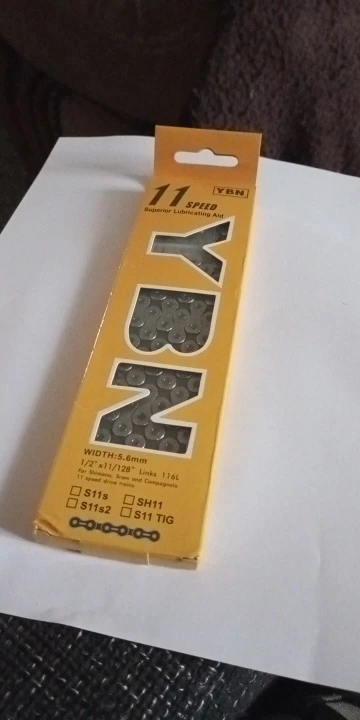 11 SPEED
YBN
Superior Lubricating Aid
YBN
WIDTH:5.6mm
1/2"x11/128" Links 116L
For Shimano, Sram and Campagnolo
11 speed drive trains
S11s
SH11
S11s2
S11 TIG